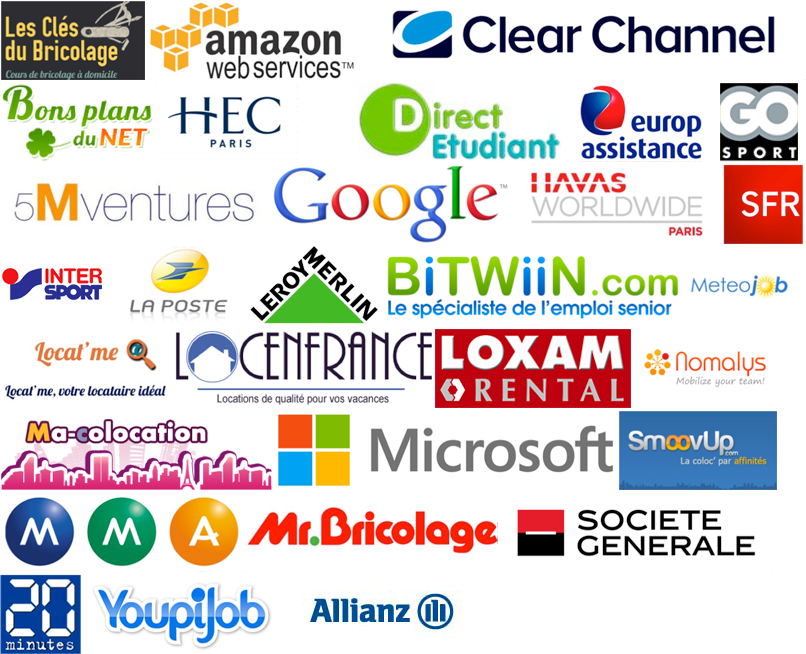 Les Clés
du Bricolage
Cours de bricolage à domicile
amazon
web services™
Clear Channel
Bons plans
du NET
HEC
PARIS
Direct
Etudiant
europ
assistance
GO
SPORT
5Mventures
Google™
HAVAS
WORLDWIDE
PARIS
SFR
INTER
SPORT
LA POSTE
LEROY MERLIN
BiTWiiN.com
Le spécialiste de l'emploi senior
Meteojob
Locat'me
Locat'me, votre locataire idéal
LOCENFRANCE
Locations de qualité pour vos vacances
LOXAM
RENTAL
Nomalys
Mobilize your team!
Ma-colocation
Microsoft
SmoovUp.com
La coloc' par affinités
M M A
Mr.Bricolage
SOCIETE
GENERALE
20
minutes
YoupiJob
Allianz